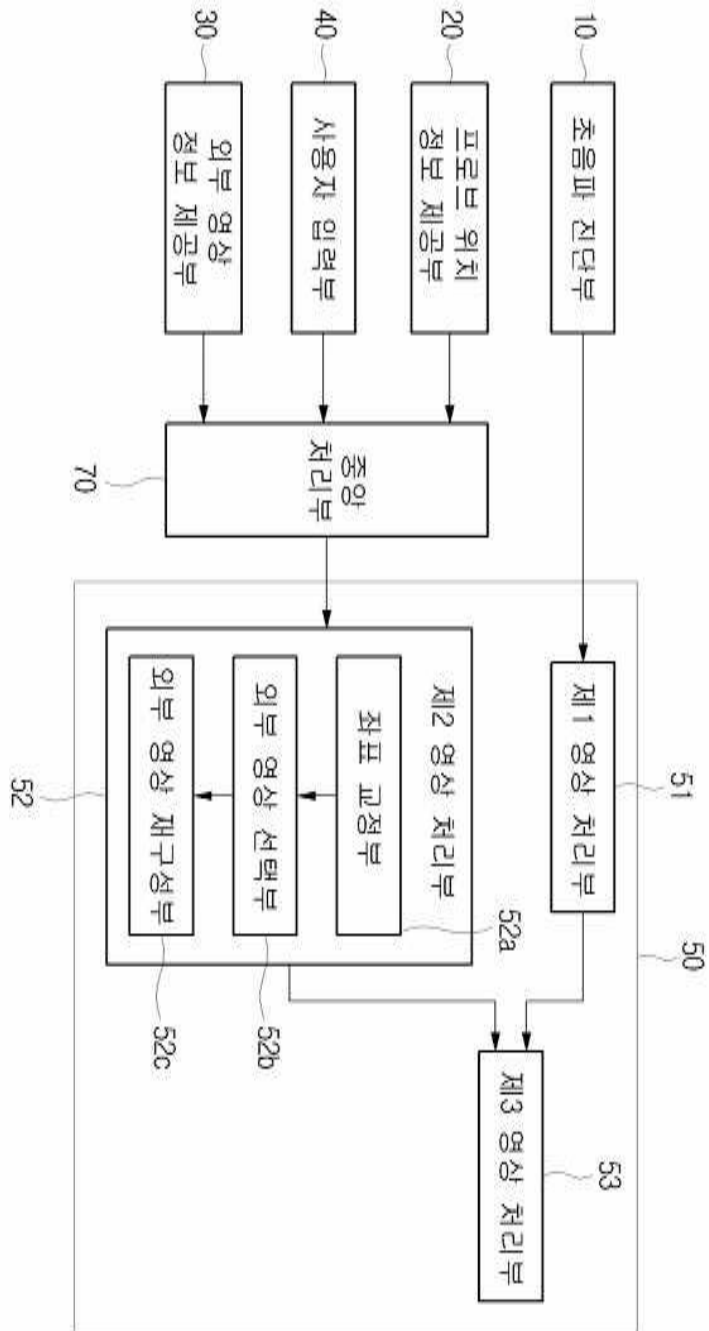 10
초음파 진단부
20
프로브 위치
정보 제공부
40
사용자 입력부
30
외부 영상
정보 제공부
중앙
처리부
70
50
제1 영상 처리부
51
제2 영상 처리부
52
좌표 교정부
52a
외부 영상 선택부
52b
외부 영상 재구성부
52c
제3 영상 처리부
53